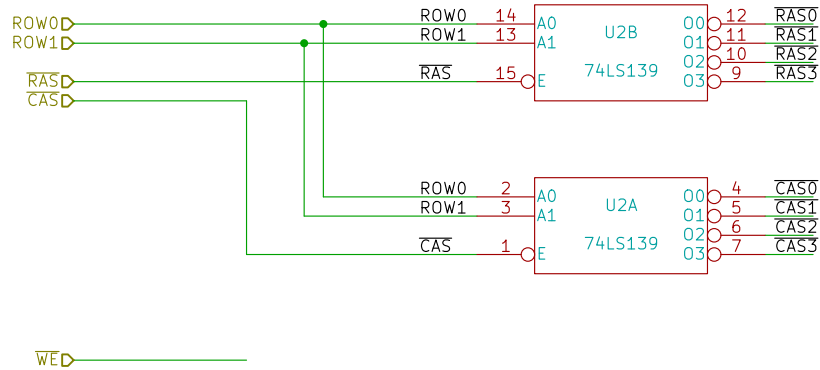 ROW0 ROW0 14 A0 U2B O0 12 RAS0
ROW1 ROW1 13 A1 O1 11 RAS1
O2 10 RAS2
RAS RAS 15 E 74LS139 O3 9 RAS3
CAS
ROW0 2 A0 U2A O0 4 CAS0
ROW1 3 A1 O1 5 CAS1
O2 6 CAS2
CAS 1 E 74LS139 O3 7 CAS3
WE